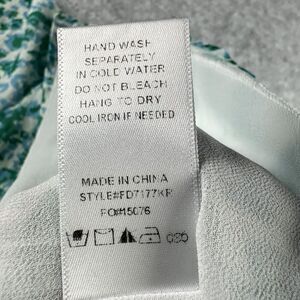 HAND WASH
SEPARATELY
IN COLD WATER
DO NOT BLEACH
HANG TO DRY
COOL IRON IF NEEDED
MADE IN CHINA
STYLE#FD7177KR
PO#15076